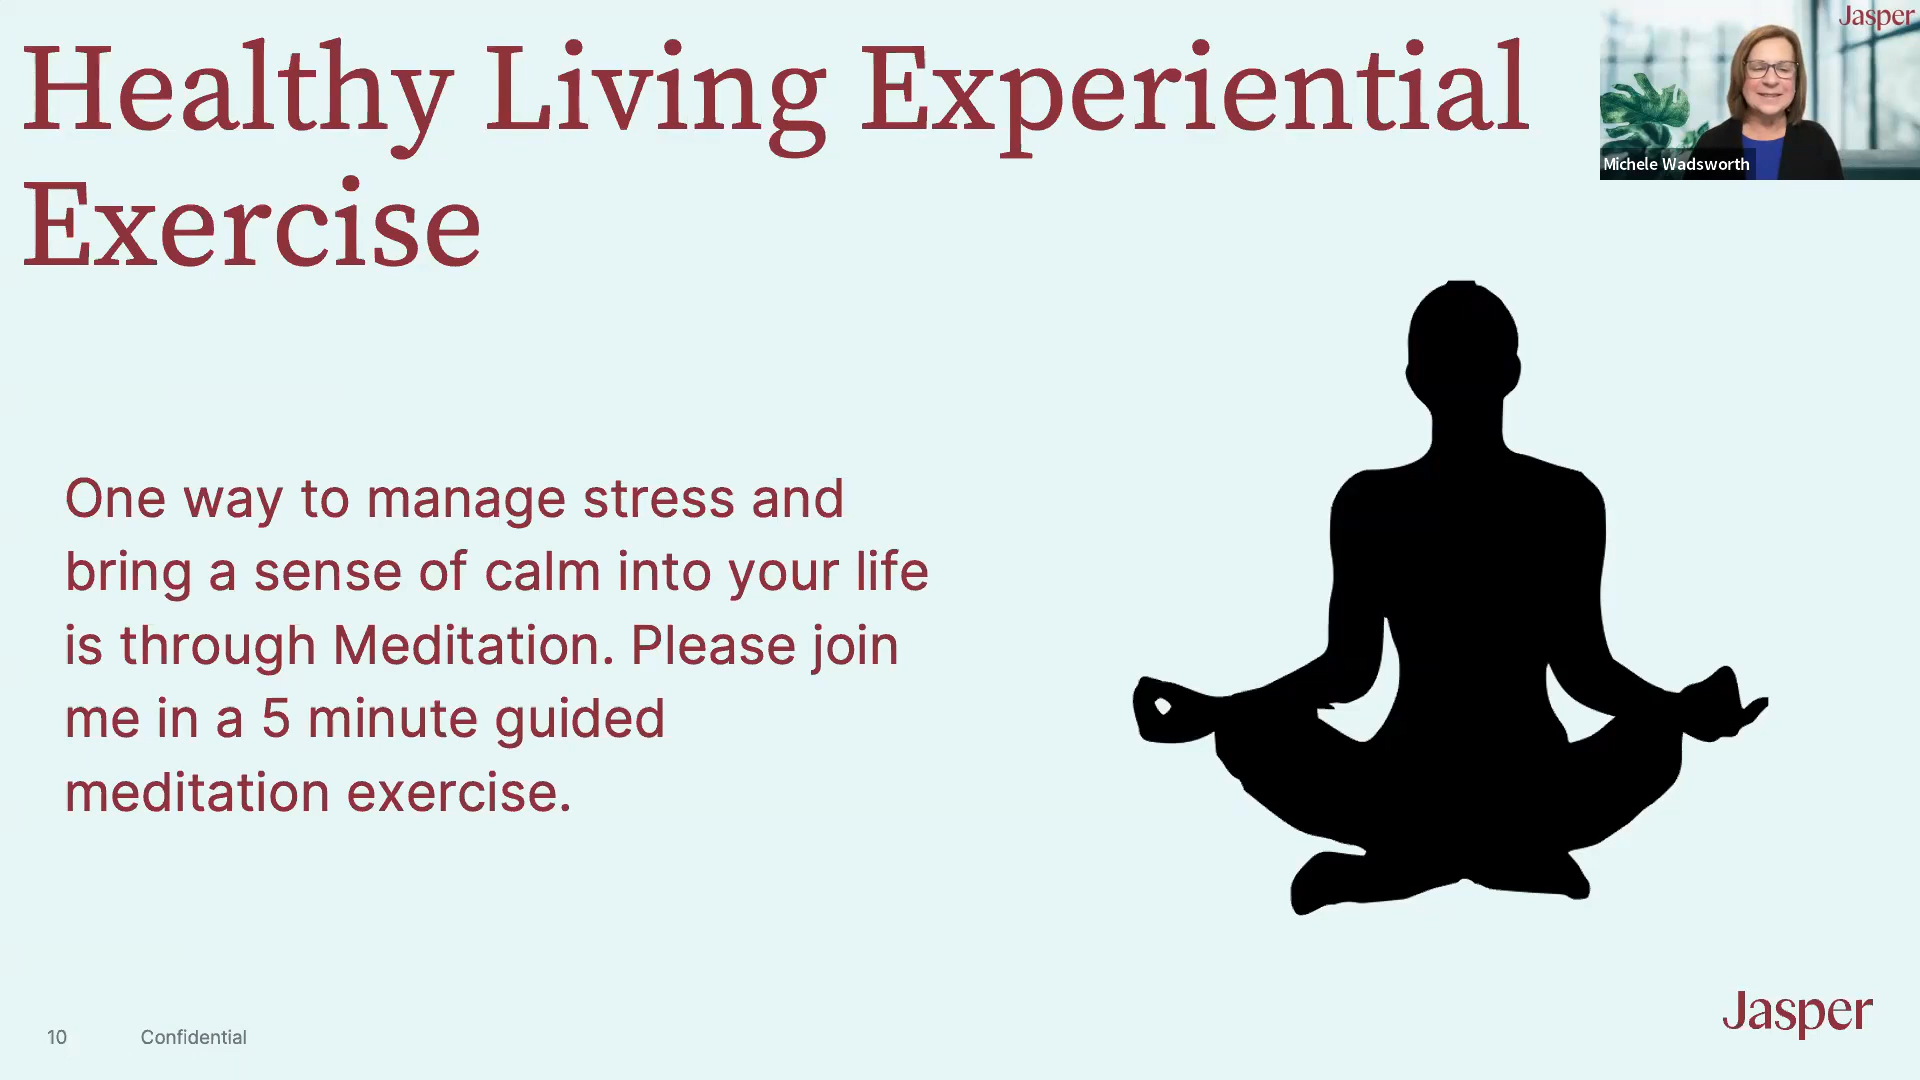 Healthy Living Experiential
Exercise
Jasper
Michele Wadsworth
One way to manage stress and
bring a sense of calm into your life
is through Meditation. Please join
me in a 5 minute guided
meditation exercise.
10 Confidential
Jasper